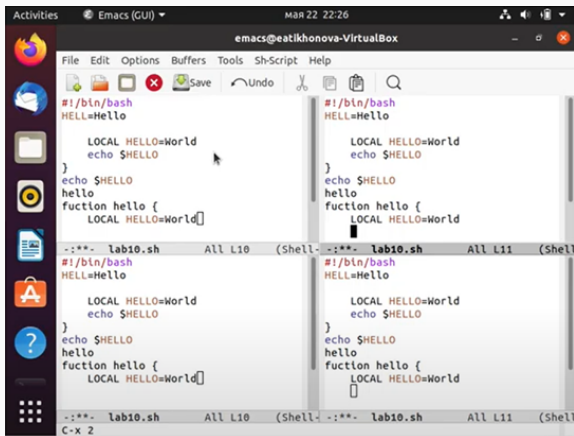 Activities Emacs (GUI) мая 22 22:26
emacs@eatikhonova-VirtualBox
File Edit Options Buffers Tools Sh-Script Help
Save Undo
#!/bin/bash
HELL=Hello
LOCAL HELLO=World
echo $HELLO
}
echo $HELLO
hello
fuction hello {
LOCAL HELLO=World
-:**- lab10.sh All L10 (Shell-
#!/bin/bash
HELL=Hello
LOCAL HELLO=World
echo $HELLO
}
echo $HELLO
hello
fuction hello {
LOCAL HELLO=World
-:**- lab10.sh All L11 (Shell
#!/bin/bash
HELL=Hello
LOCAL HELLO=World
echo $HELLO
}
echo $HELLO
hello
fuction hello {
LOCAL HELLO=World
-:**- lab10.sh All L10 (Shell-
#!/bin/bash
HELL=Hello
LOCAL HELLO=World
echo $HELLO
}
echo $HELLO
hello
fuction hello {
LOCAL HELLO=World
-:**- lab10.sh All L11 (Shell
C-x 2